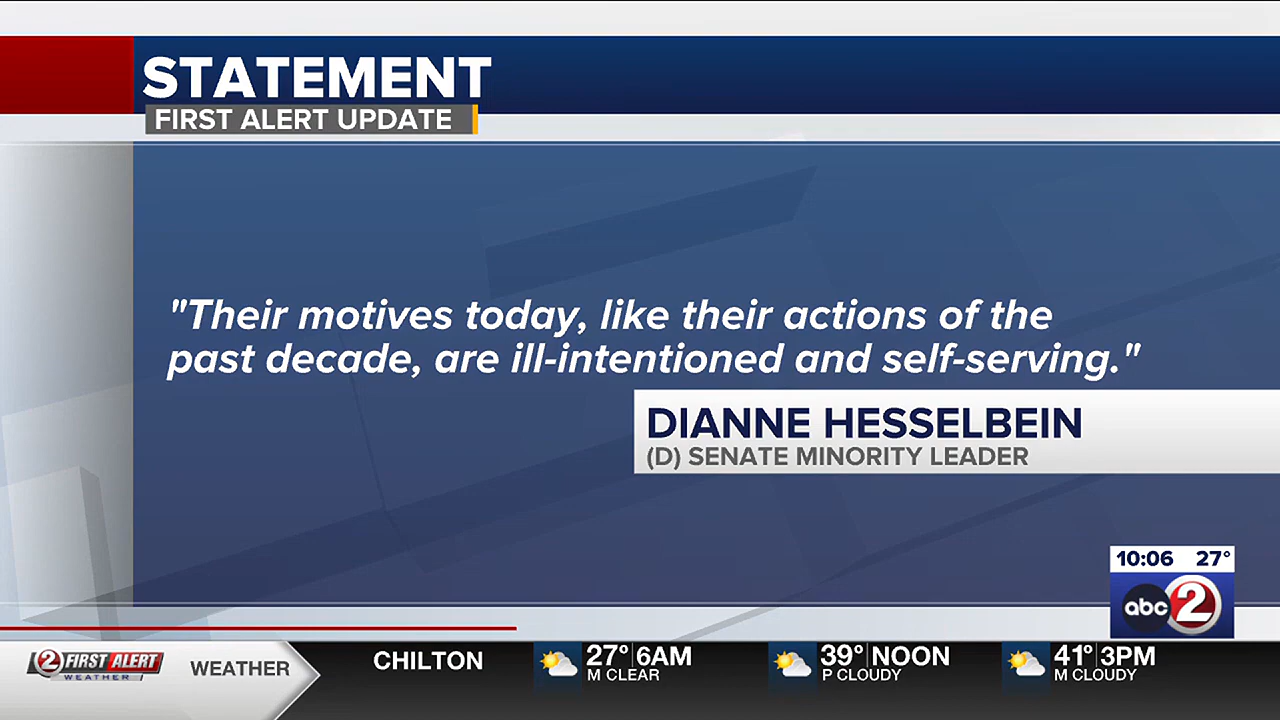 STATEMENT
FIRST ALERT UPDATE
"Their motives today, like their actions of the
past decade, are ill-intentioned and self-serving."
DIANNE HESSELBEIN
(D) SENATE MINORITY LEADER
10:06 27°
abc 2
2 FIRST ALERT
WEATHER
WEATHER
CHILTON
27° 6AM
M CLEAR
39° NOON
P CLOUDY
41° 3PM
M CLOUDY